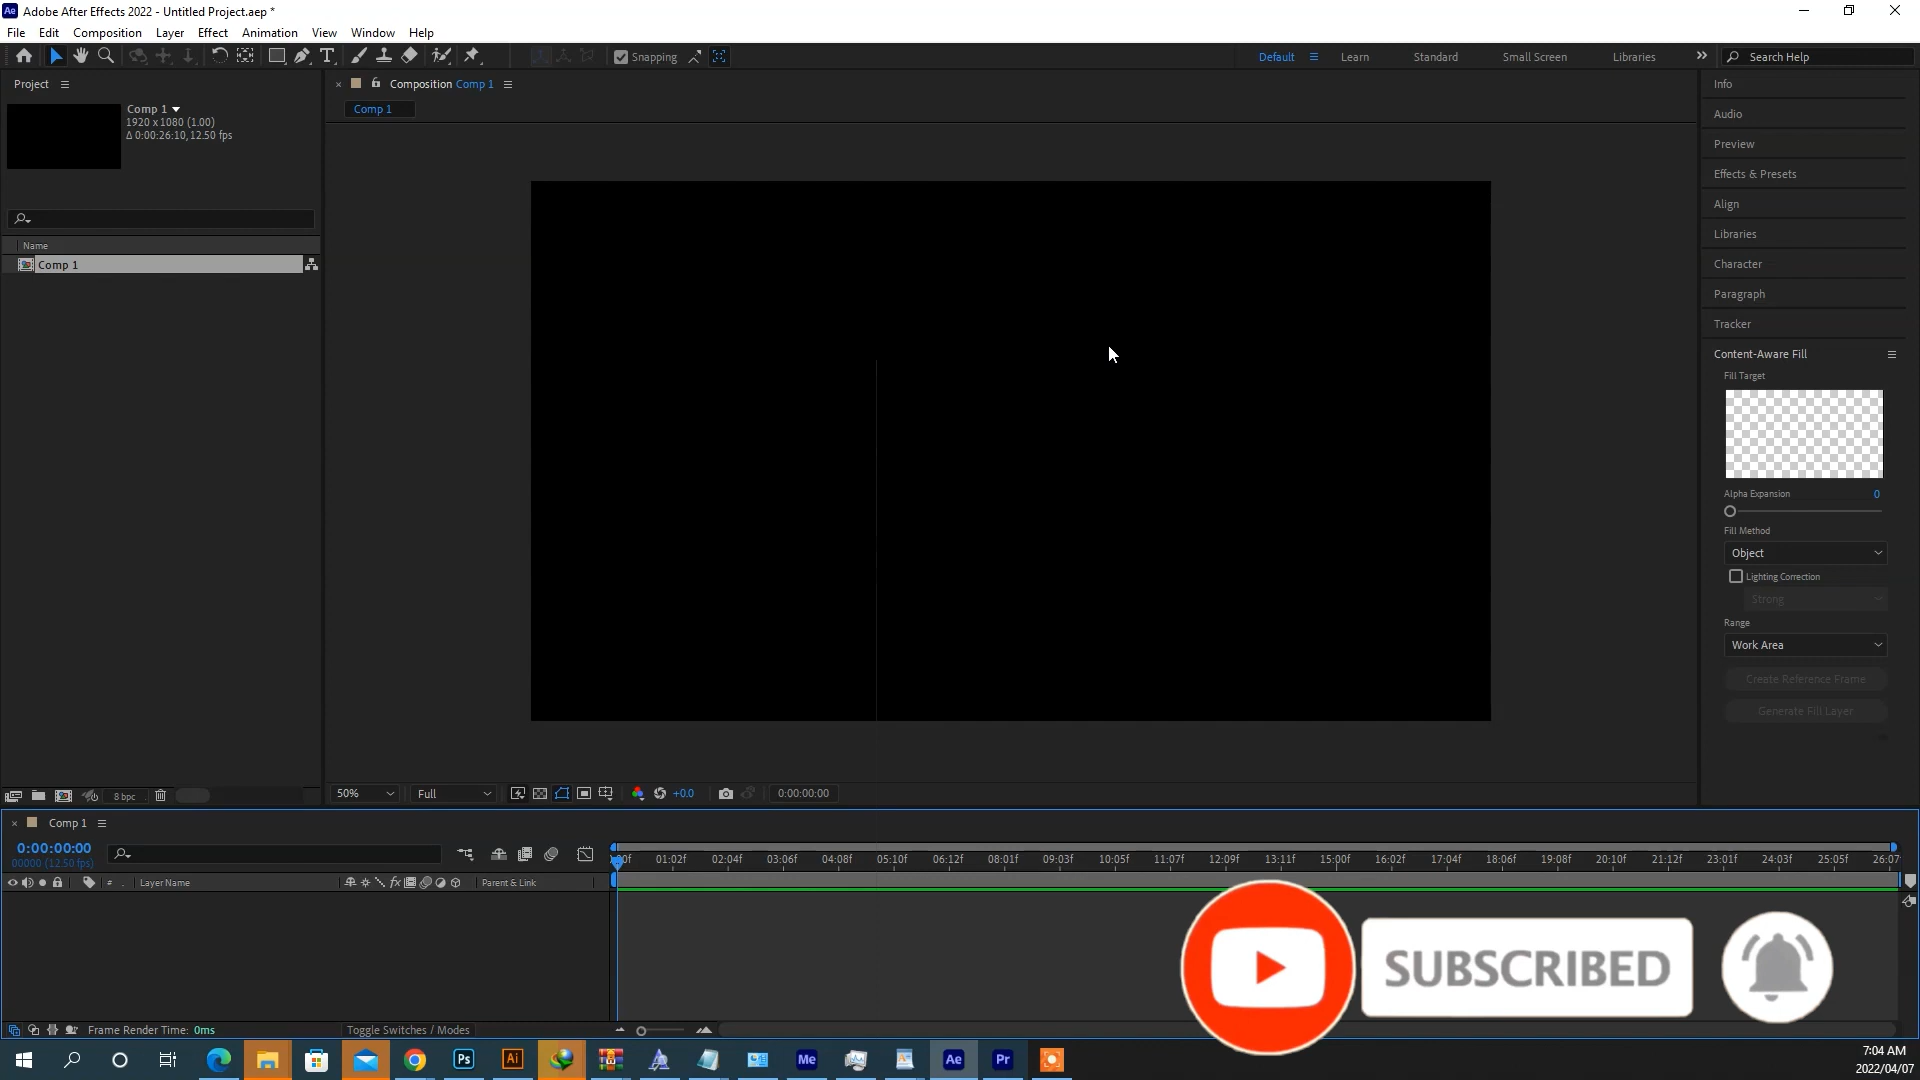 Ae Adobe After Effects 2022 - Untitled Project.aep *
File Edit Composition Layer Effect Animation View Window Help
Snapping Default Learn Standard Small Screen Libraries Search Help
Project
Comp 1
1920 x 1080 (1.00)
Δ 0:00:26:10, 12.50 fps
Name
Comp 1
8 bpc
Composition Comp 1
Comp 1
50% Full +0.0 0:00:00:00
Info
Audio
Preview
Effects & Presets
Align
Libraries
Character
Paragraph
Tracker
Content-Aware Fill
Fill Target
Alpha Expansion 0
Fill Method
Object
Lighting Correction
Strong
Range
Work Area
Create Reference Frame
Generate Fill Layer
Comp 1
0:00:00:00
00000 (12.50 fps)
# . Layer Name fx Parent & Link
01:02f 02:04f 03:06f 04:08f 05:10f 06:12f 08:01f 09:03f 10:05f 11:07f 12:09f 13:11f 15:00f 16:02f 17:04f 18:06f 19:08f 20:10f 21:12f 23:01f 24:03f 25:05f 26:07
SUBSCRIBED
Frame Render Time: 0ms
Toggle Switches / Modes
Ps Ai Me Ae Pr
7:04 AM
2022/04/07